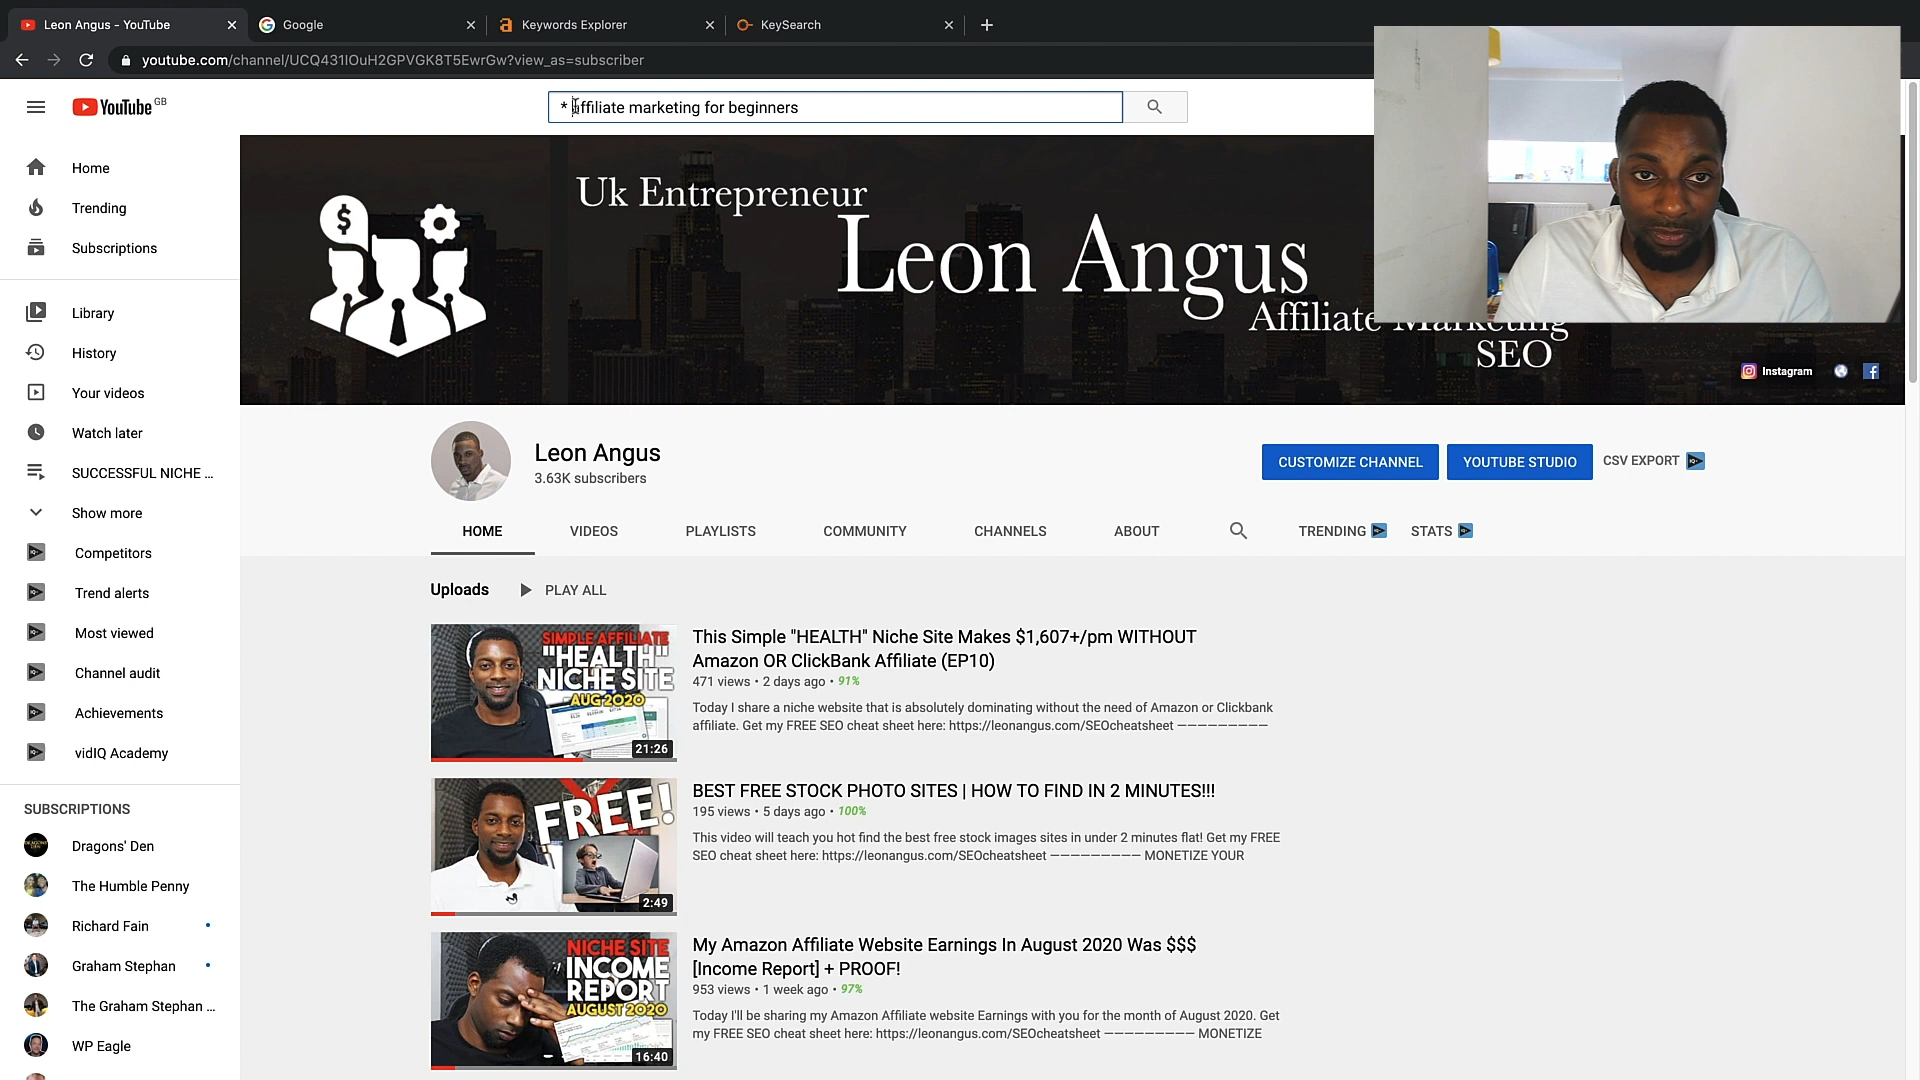 Leon Angus - YouTube
Google
Keywords Explorer
KeySearch
youtube.com/channel/UCQ431IOuH2GPVGK8T5EwrGw?view_as=subscriber
YouTube GB
* affiliate marketing for beginners
Home
Trending
Subscriptions
Library
History
Your videos
Watch later
SUCCESSFUL NICHE ...
Show more
Competitors
Trend alerts
Most viewed
Channel audit
Achievements
vidIQ Academy
SUBSCRIPTIONS
Dragons' Den
The Humble Penny
Richard Fain
Graham Stephan
The Graham Stephan ...
WP Eagle
Uk Entrepreneur
Leon Angus
Affiliate Marketing
SEO
Instagram
Leon Angus
3.63K subscribers
CUSTOMIZE CHANNEL
YOUTUBE STUDIO
CSV EXPORT
HOME
VIDEOS
PLAYLISTS
COMMUNITY
CHANNELS
ABOUT
TRENDING
STATS
Uploads
PLAY ALL
SIMPLE AFFILIATE
"HEALTH"
NICHE SITE
AUG 2020
21:26
This Simple "HEALTH" Niche Site Makes $1,607+/pm WITHOUT
Amazon OR ClickBank Affiliate (EP10)
471 views • 2 days ago • 91%
Today I share a niche website that is absolutely dominating without the need of Amazon or Clickbank
affiliate. Get my FREE SEO cheat sheet here: https://leonangus.com/SEOcheatsheet —————————
FREE!
2:49
BEST FREE STOCK PHOTO SITES | HOW TO FIND IN 2 MINUTES!!!
195 views • 5 days ago • 100%
This video will teach you hot find the best free stock images sites in under 2 minutes flat! Get my FREE
SEO cheat sheet here: https://leonangus.com/SEOcheatsheet ————————— MONETIZE YOUR
NICHE SITE
INCOME
REPORT
AUGUST 2020
16:40
My Amazon Affiliate Website Earnings In August 2020 Was $$$
[Income Report] + PROOF!
953 views • 1 week ago • 97%
Today I'll be sharing my Amazon Affiliate website Earnings with you for the month of August 2020. Get
my FREE SEO cheat sheet here: https://leonangus.com/SEOcheatsheet ————————— MONETIZE